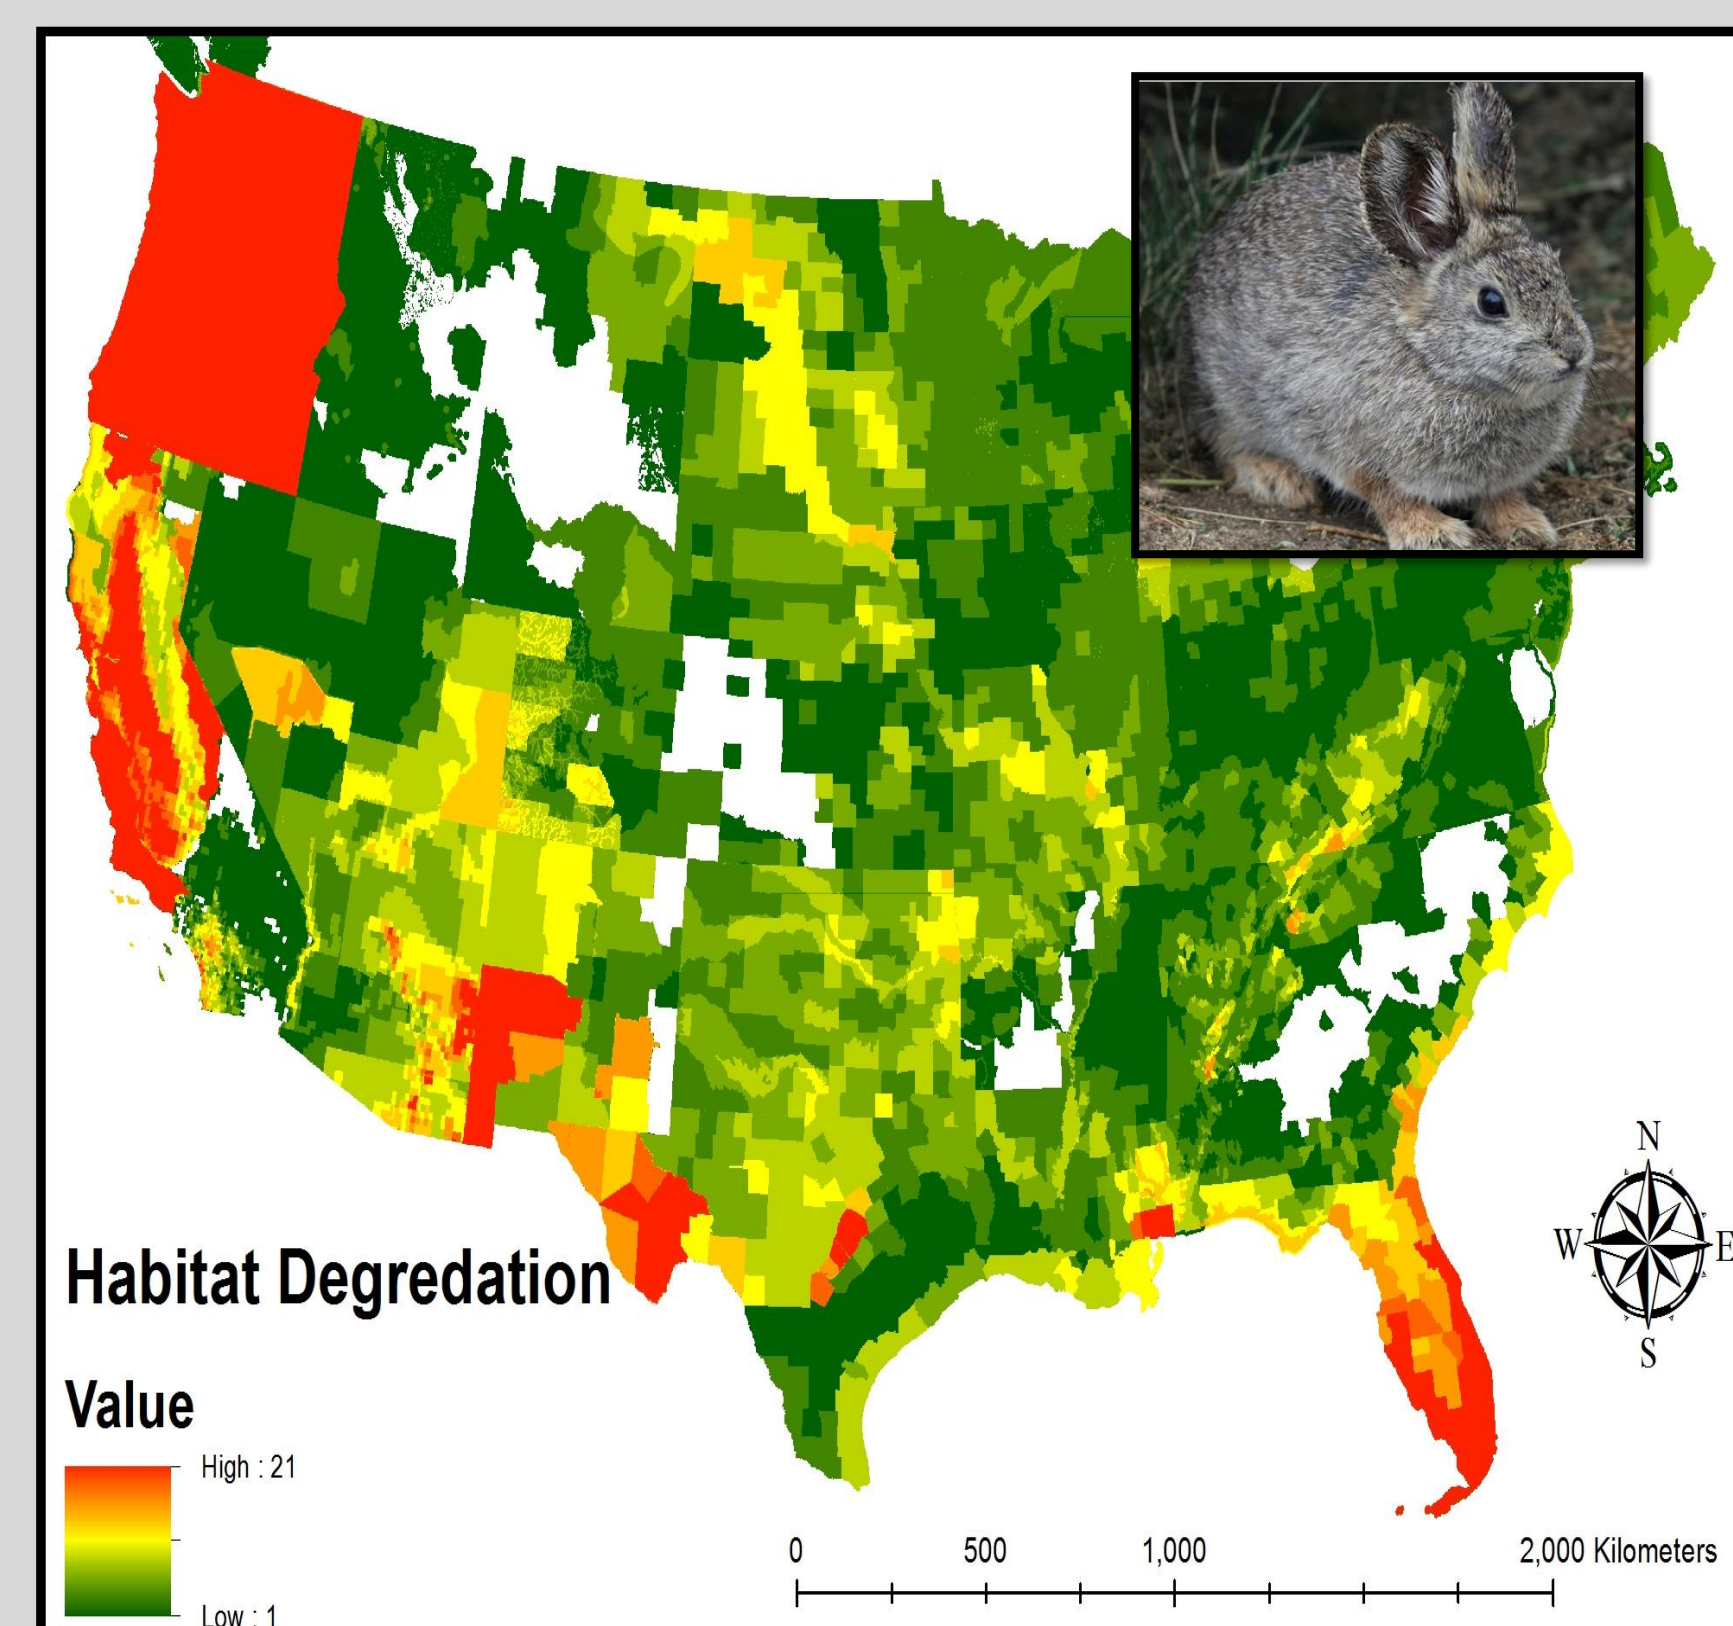 N
W
E
S
Habitat Degredation
Value
High : 21
Low : 1
0 500 1,000 2,000 Kilometers